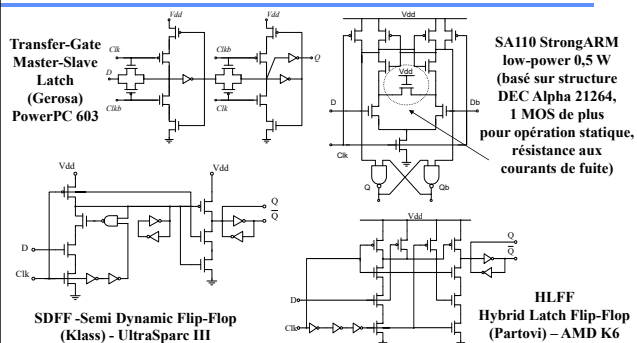 Transfer-Gate
Master-Slave
Latch
(Gerosa)
PowerPC 603
Vdd
Vdd
Clk
Clkb
D
Q
Clkb
Clk
Vdd
Vdd
D
Db
Clk
Q
Qb
SA110 StrongARM
low-power 0,5 W
(basé sur structure
DEC Alpha 21264,
1 MOS de plus
pour opération statique,
résistance aux
courants de fuite)
Vdd
Vdd
Q
Q
D
Clk
SDFF -Semi Dynamic Flip-Flop
(Klass) - UltraSparc III
Vdd
Q
Q
D
Clk
HLFF
Hybrid Latch Flip-Flop
(Partovi) – AMD K6